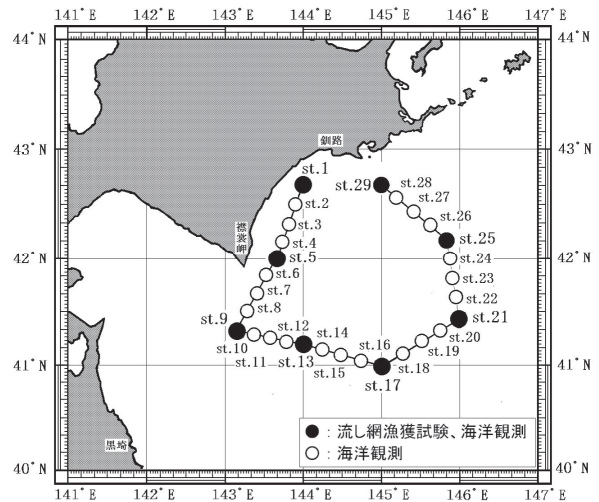 141° E 142° E 143° E 144° E 145° E 146° E 147° E
44° N 44° N
43° N 43° N
42° N 42° N
41° N 41° N
40° N 40° N
釧路
襟裳岬
黒埼
st.1
st.2
st.3
st.4
st.5
st.6
st.7
st.8
st.9
st.10
st.11
st.12
st.13
st.14
st.15
st.16
st.17
st.18
st.19
st.20
st.21
st.22
st.23
st.24
st.25
st.26
st.27
st.28
st.29
● : 流し網漁獲試験、海洋観測
○ : 海洋観測
141° E 142° E 143° E 144° E 145° E 146° E 147° E